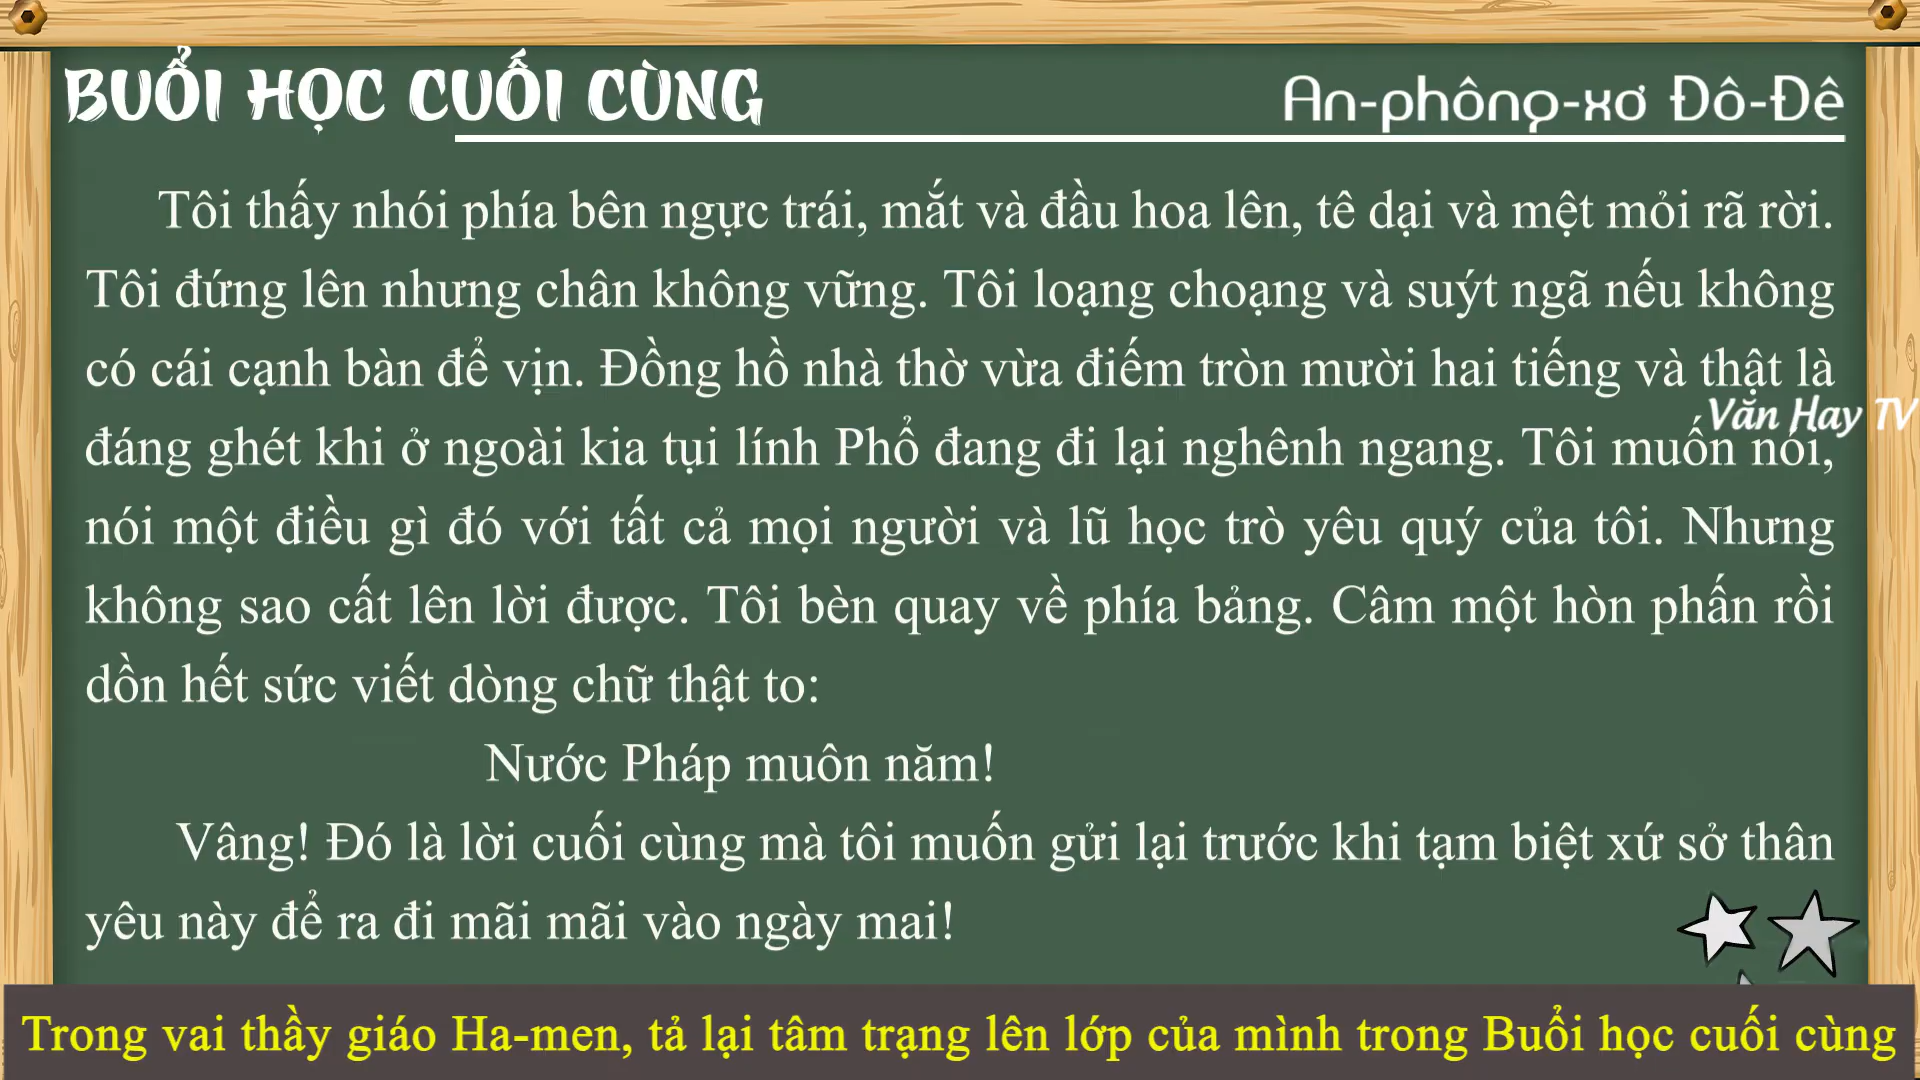 BUỔI HỌC CUỐI CÙNG
An-phông-xơ Đô-Đê
Tôi thấy nhói phía bên ngực trái, mắt và đầu hoa lên, tê dại và mệt mỏi rã rời.
Tôi đứng lên nhưng chân không vững. Tôi loạng choạng và suýt ngã nếu không
có cái cạnh bàn để vịn. Đồng hồ nhà thờ vừa điếm tròn mười hai tiếng và thật là
Văn Hay TV
đáng ghét khi ở ngoài kia tụi lính Phổ đang đi lại nghênh ngang. Tôi muốn nói,
nói một điều gì đó với tất cả mọi người và lũ học trò yêu quý của tôi. Nhưng
không sao cất lên lời được. Tôi bèn quay về phía bảng. Câm một hòn phấn rồi
dồn hết sức viết dòng chữ thật to:
Nước Pháp muôn năm!
Vâng! Đó là lời cuối cùng mà tôi muốn gửi lại trước khi tạm biệt xứ sở thân
yêu này để ra đi mãi mãi vào ngày mai!
Trong vai thầy giáo Ha-men, tả lại tâm trạng lên lớp của mình trong Buổi học cuối cùng